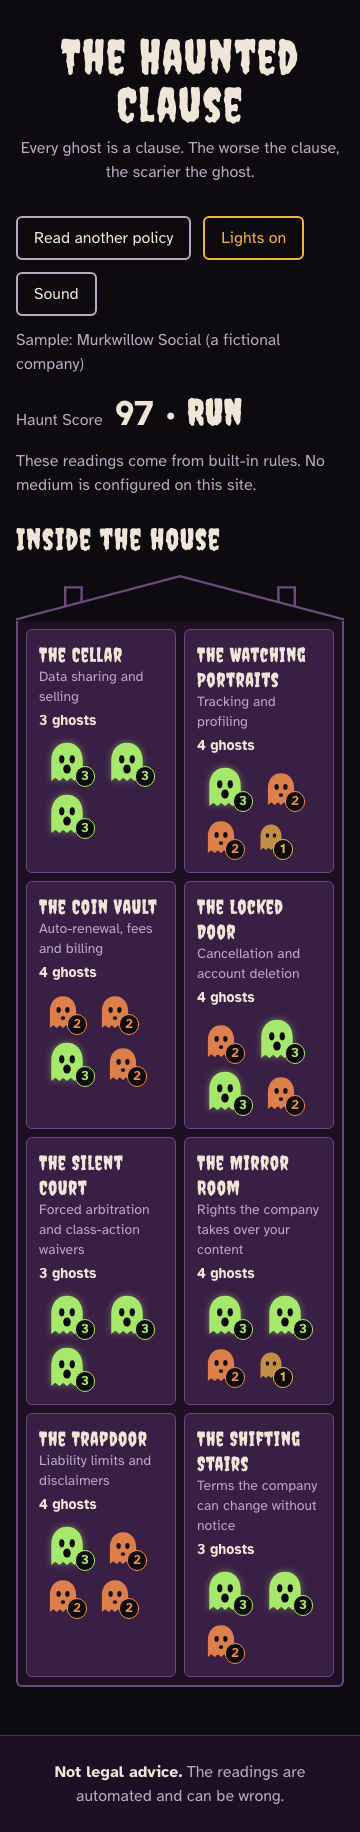 THE HAUNTED
CLAUSE
Every ghost is a clause. The worse the clause,
the scarier the ghost.
Read another policy
Lights on
Sound
Sample: Murkwillow Social (a fictional
company)
Haunt Score 97 · RUN
These readings come from built-in rules. No
medium is configured on this site.
INSIDE THE HOUSE
THE CELLAR
Data sharing and
selling
3 ghosts
3 3
3
THE WATCHING
PORTRAITS
Tracking and
profiling
4 ghosts
3 2
2 1
THE COIN VAULT
Auto-renewal, fees
and billing
4 ghosts
2 2
3 2
THE LOCKED
DOOR
Cancellation and
account deletion
4 ghosts
2 3
3 2
THE SILENT
COURT
Forced arbitration
and class-action
waivers
3 ghosts
3 3
3
THE MIRROR
ROOM
Rights the company
takes over your
content
4 ghosts
3 3
2 1
THE TRAPDOOR
Liability limits and
disclaimers
4 ghosts
3 2
2 2
THE SHIFTING
STAIRS
Terms the company
can change without
notice
3 ghosts
3 3
2
Not legal advice. The readings are
automated and can be wrong.